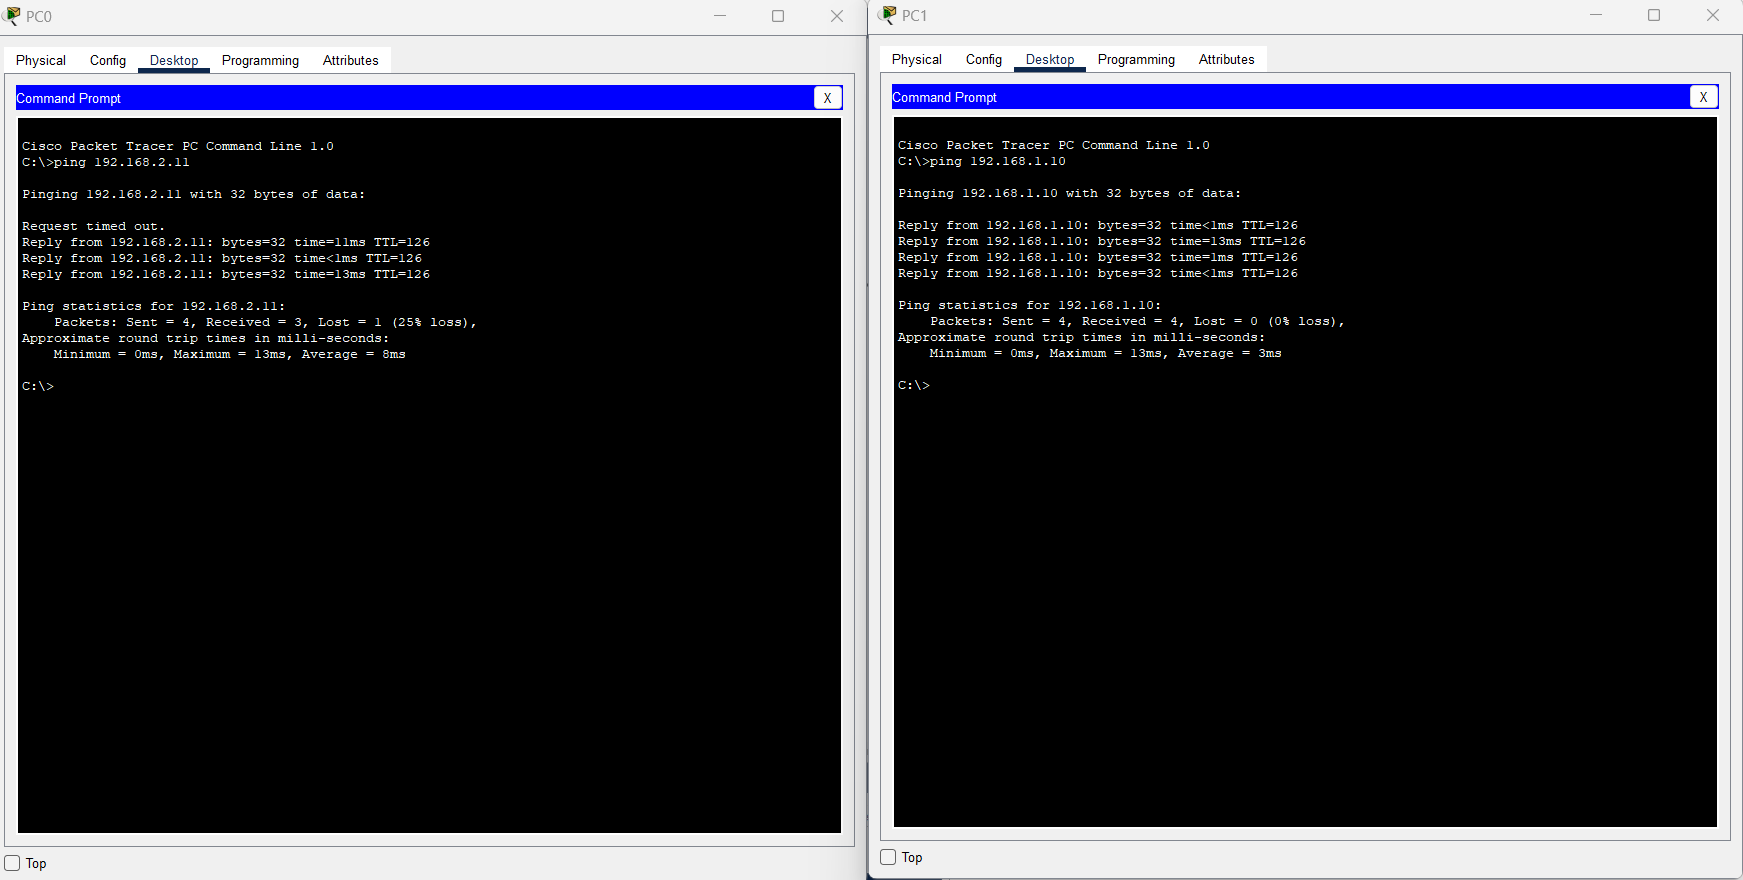 PC0
Physical Config Desktop Programming Attributes
Command Prompt X
Cisco Packet Tracer PC Command Line 1.0
C:\>ping 192.168.2.11
Pinging 192.168.2.11 with 32 bytes of data:
Request timed out.
Reply from 192.168.2.11: bytes=32 time=11ms TTL=126
Reply from 192.168.2.11: bytes=32 time<1ms TTL=126
Reply from 192.168.2.11: bytes=32 time=13ms TTL=126
Ping statistics for 192.168.2.11:
Packets: Sent = 4, Received = 3, Lost = 1 (25% loss),
Approximate round trip times in milli-seconds:
Minimum = 0ms, Maximum = 13ms, Average = 8ms
C:\>
Top
PC1
Physical Config Desktop Programming Attributes
Command Prompt X
Cisco Packet Tracer PC Command Line 1.0
C:\>ping 192.168.1.10
Pinging 192.168.1.10 with 32 bytes of data:
Reply from 192.168.1.10: bytes=32 time<1ms TTL=126
Reply from 192.168.1.10: bytes=32 time=13ms TTL=126
Reply from 192.168.1.10: bytes=32 time=1ms TTL=126
Reply from 192.168.1.10: bytes=32 time<1ms TTL=126
Ping statistics for 192.168.1.10:
Packets: Sent = 4, Received = 4, Lost = 0 (0% loss),
Approximate round trip times in milli-seconds:
Minimum = 0ms, Maximum = 13ms, Average = 3ms
C:\>
Top